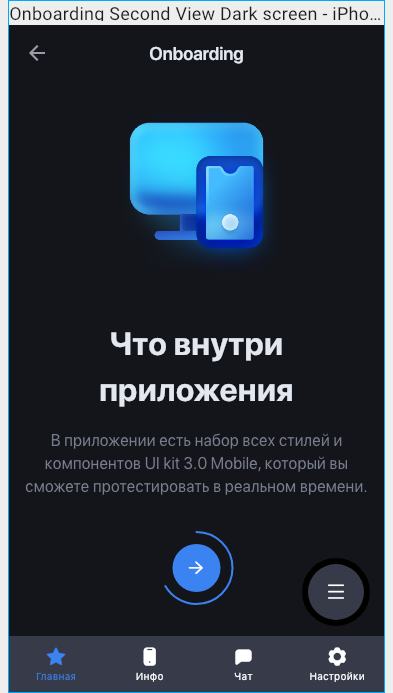 Onboarding Second View Dark screen - iPho...
Onboarding
Что внутри
приложения
В приложении есть набор всех стилей и
компонентов UI kit 3.0 Mobile, который вы
сможете протестировать в реальном времени.
Главная
Инфо
Чат
Настройки